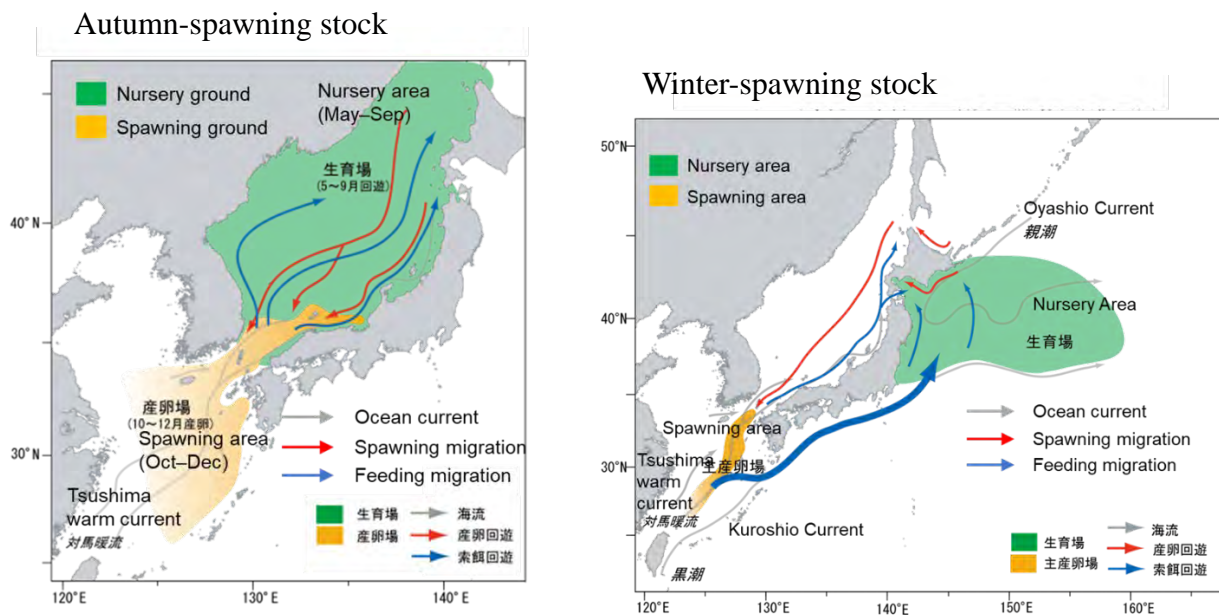 Autumn-spawning stock
Nursery ground
Spawning ground
Nursery area
(May–Sep)
生育場
(5～9月回遊)
40°N
産卵場
(10～12月産卵)
Spawning area
(Oct–Dec)
30°N
Tsushima
warm current
対馬暖流
Ocean current
Spawning migration
Feeding migration
生育場
海流
産卵場
産卵回遊
索餌回遊
120°E
130°E
140°E
Winter-spawning stock
50°N
Nursery area
Spawning area
Oyashio Current
親潮
40°N
Nursery Area
生育場
Ocean current
Spawning migration
Feeding migration
Spawning area
主産卵場
30°N
Tsushima
warm
current
対馬暖流
Kuroshio Current
黒潮
生育場
海流
主産卵場
産卵回遊
索餌回遊
120°E
130°E
140°E
150°E
160°E